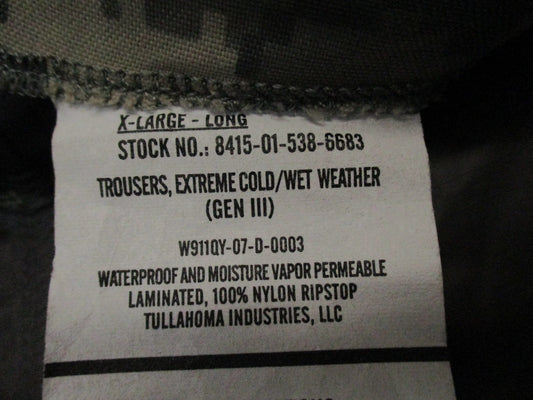 X-LARGE - LONG
STOCK NO.: 8415-01-538-6683
TROUSERS, EXTREME COLD/WET WEATHER
(GEN III)
W911QY-07-D-0003
WATERPROOF AND MOISTURE VAPOR PERMEABLE
LAMINATED, 100% NYLON RIPSTOP
TULLAHOMA INDUSTRIES, LLC